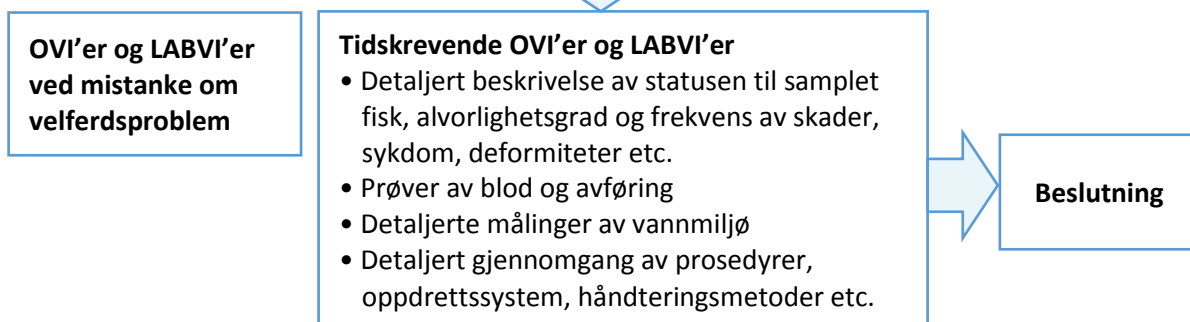 OVI’er og LABVI’er
ved mistanke om
velferdsproblem
Tidskrevende OVI’er og LABVI’er
• Detaljert beskrivelse av statusen til samplet
fisk, alvorlighetsgrad og frekvens av skader,
sykdom, deformiteter etc.
• Prøver av blod og avføring
• Detaljerte målinger av vannmiljø
• Detaljert gjennomgang av prosedyrer,
oppdrettssystem, håndteringsmetoder etc.
Beslutning